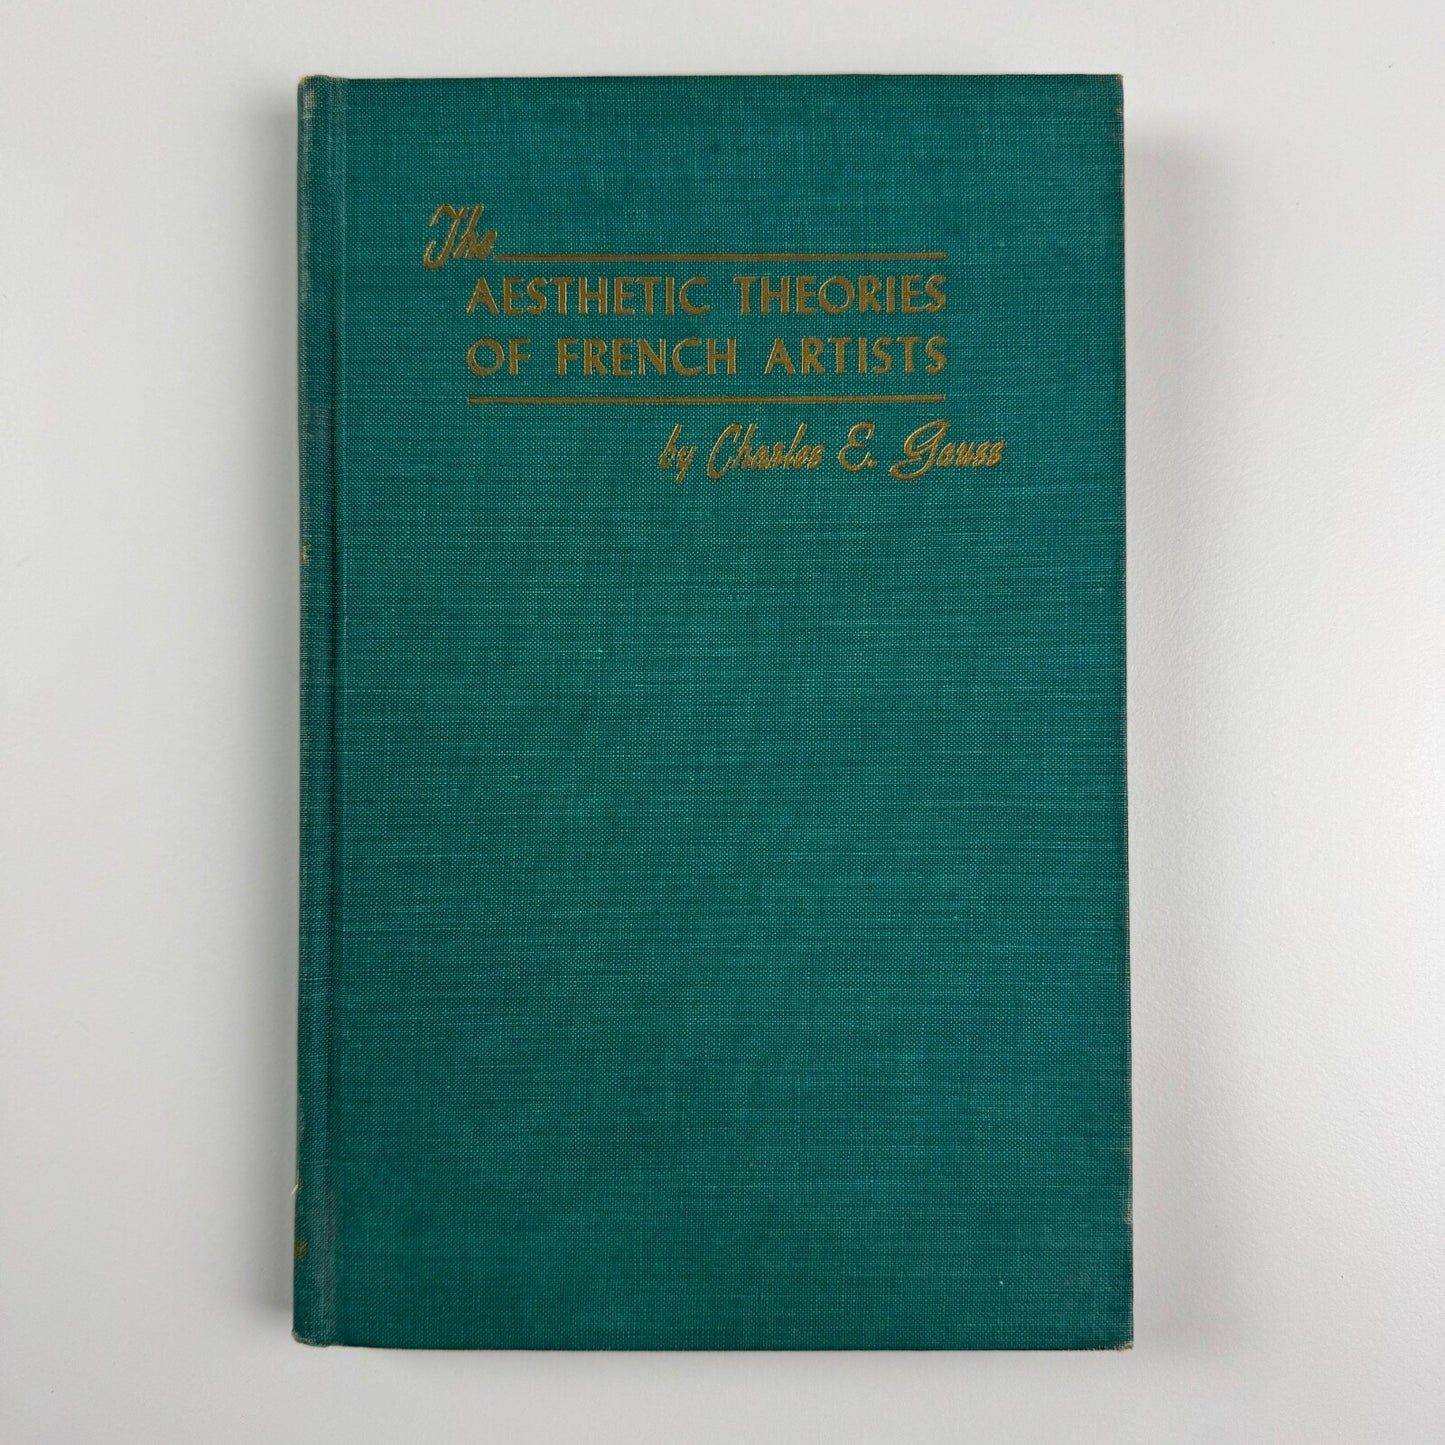 The
AESTHETIC THEORIES
OF FRENCH ARTISTS
by Charles E. Gauss